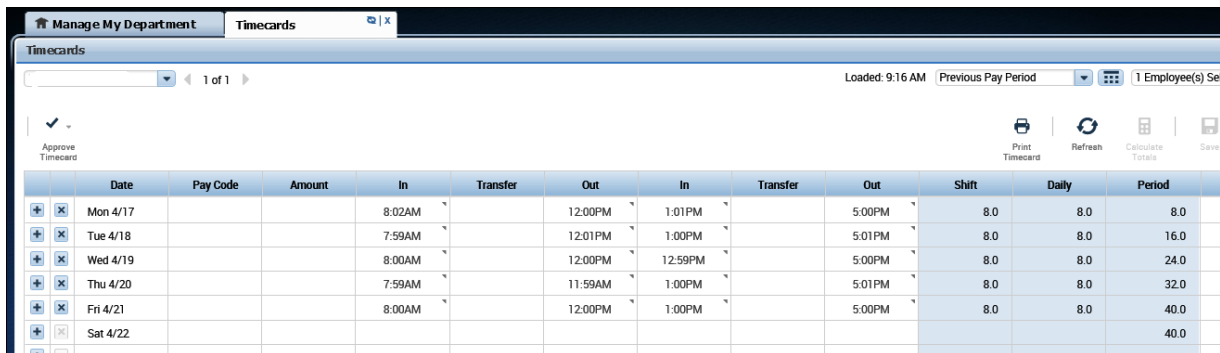 Manage My Department Timecards x
Timecards
1 of 1 Loaded: 9:16 AM Previous Pay Period 1 Employee(s) Sel
Approve Timecard Print Timecard Refresh Calculate Totals Save
Date Pay Code Amount In Transfer Out In Transfer Out Shift Daily Period
Mon 4/17 8:02AM 12:00PM 1:01PM 5:00PM 8.0 8.0 8.0
Tue 4/18 7:59AM 12:01PM 1:00PM 5:01PM 8.0 8.0 16.0
Wed 4/19 8:00AM 12:00PM 12:59PM 5:00PM 8.0 8.0 24.0
Thu 4/20 7:59AM 11:59AM 1:00PM 5:01PM 8.0 8.0 32.0
Fri 4/21 8:00AM 12:00PM 1:00PM 5:00PM 8.0 8.0 40.0
Sat 4/22 40.0